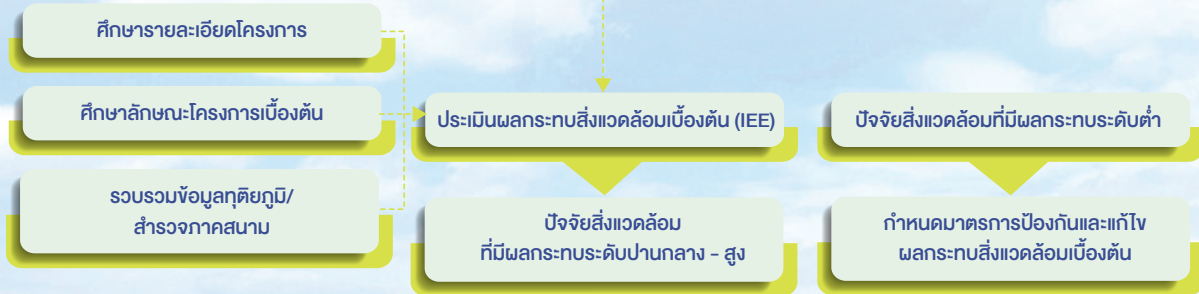 ศึกษารายละเอียดโครงการ
ศึกษาลักษณะโครงการเบื้องต้น
รวบรวมข้อมูลทุติยภูมิ/
สำรวจภาคสนาม
ประเมินผลกระทบสิ่งแวดล้อมเบื้องต้น (IEE)
ปัจจัยสิ่งแวดล้อม
ที่มีผลกระทบระดับปานกลาง - สูง
ปัจจัยสิ่งแวดล้อมที่มีผลกระทบระดับต่ำ
กำหนดมาตรการป้องกันและแก้ไข
ผลกระทบสิ่งแวดล้อมเบื้องต้น